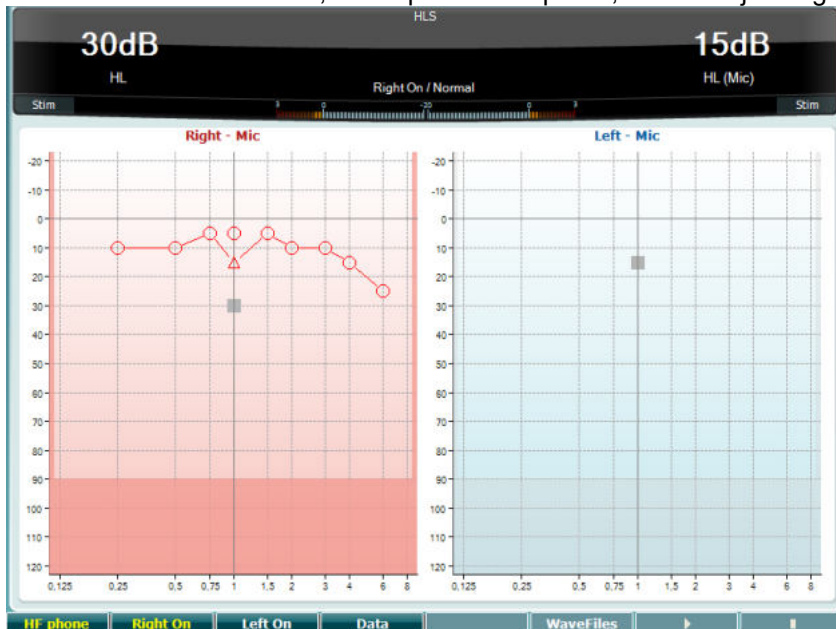 HLS
30dB 15dB
HL HL (Mic)
Right On / Normal
Stim Stim
Right - Mic Left - Mic
-20 -20
-10 -10
0 0
10 10
20 20
30 30
40 40
50 50
60 60
70 70
80 80
90 90
100 100
110 110
120 120
0,125 0,25 0,5 0,75 1 1,5 2 3 4 6 8 0,125 0,25 0,5 0,75 1 1,5 2 3 4 6 8
HF phone Right On Left On Data WaveFiles